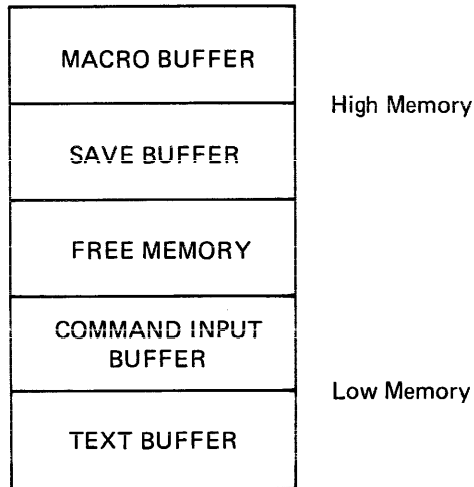 MACRO BUFFER
High Memory
SAVE BUFFER
FREE MEMORY
COMMAND INPUT
BUFFER
Low Memory
TEXT BUFFER